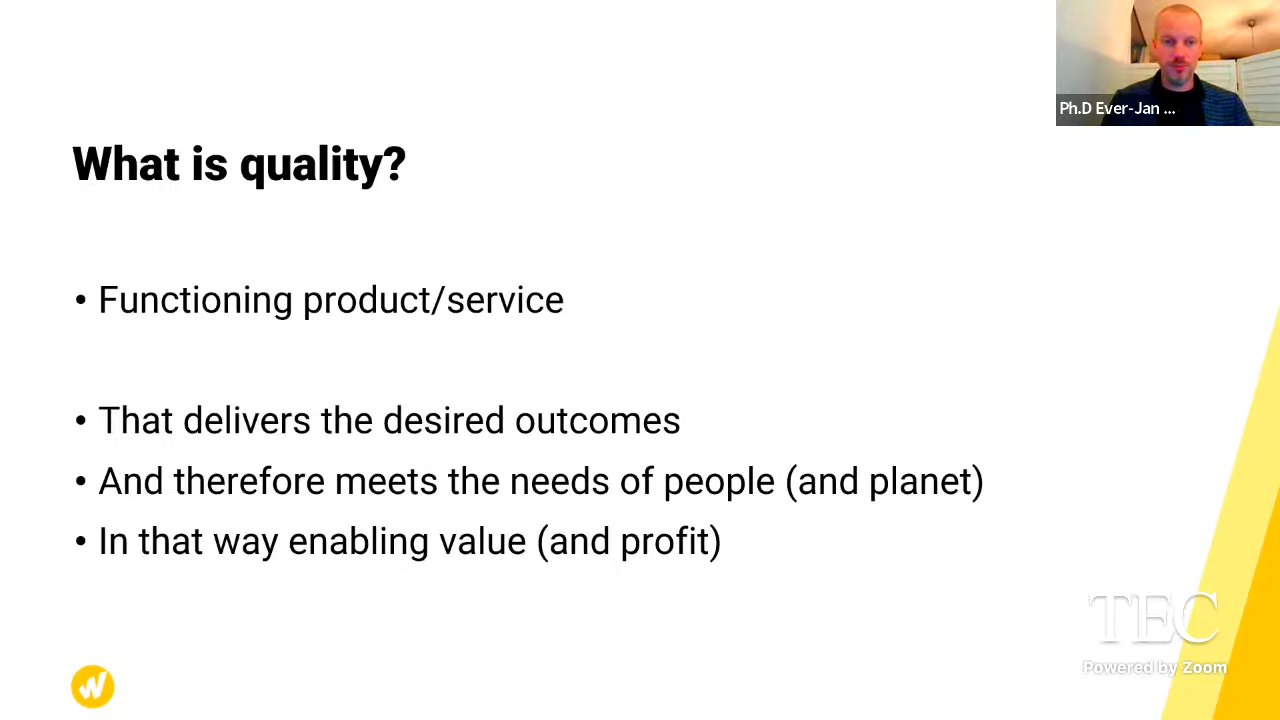 Ph.D Ever-Jan ...
What is quality?
• Functioning product/service
• That delivers the desired outcomes
• And therefore meets the needs of people (and planet)
• In that way enabling value (and profit)
TEC
Powered by Zoom
W